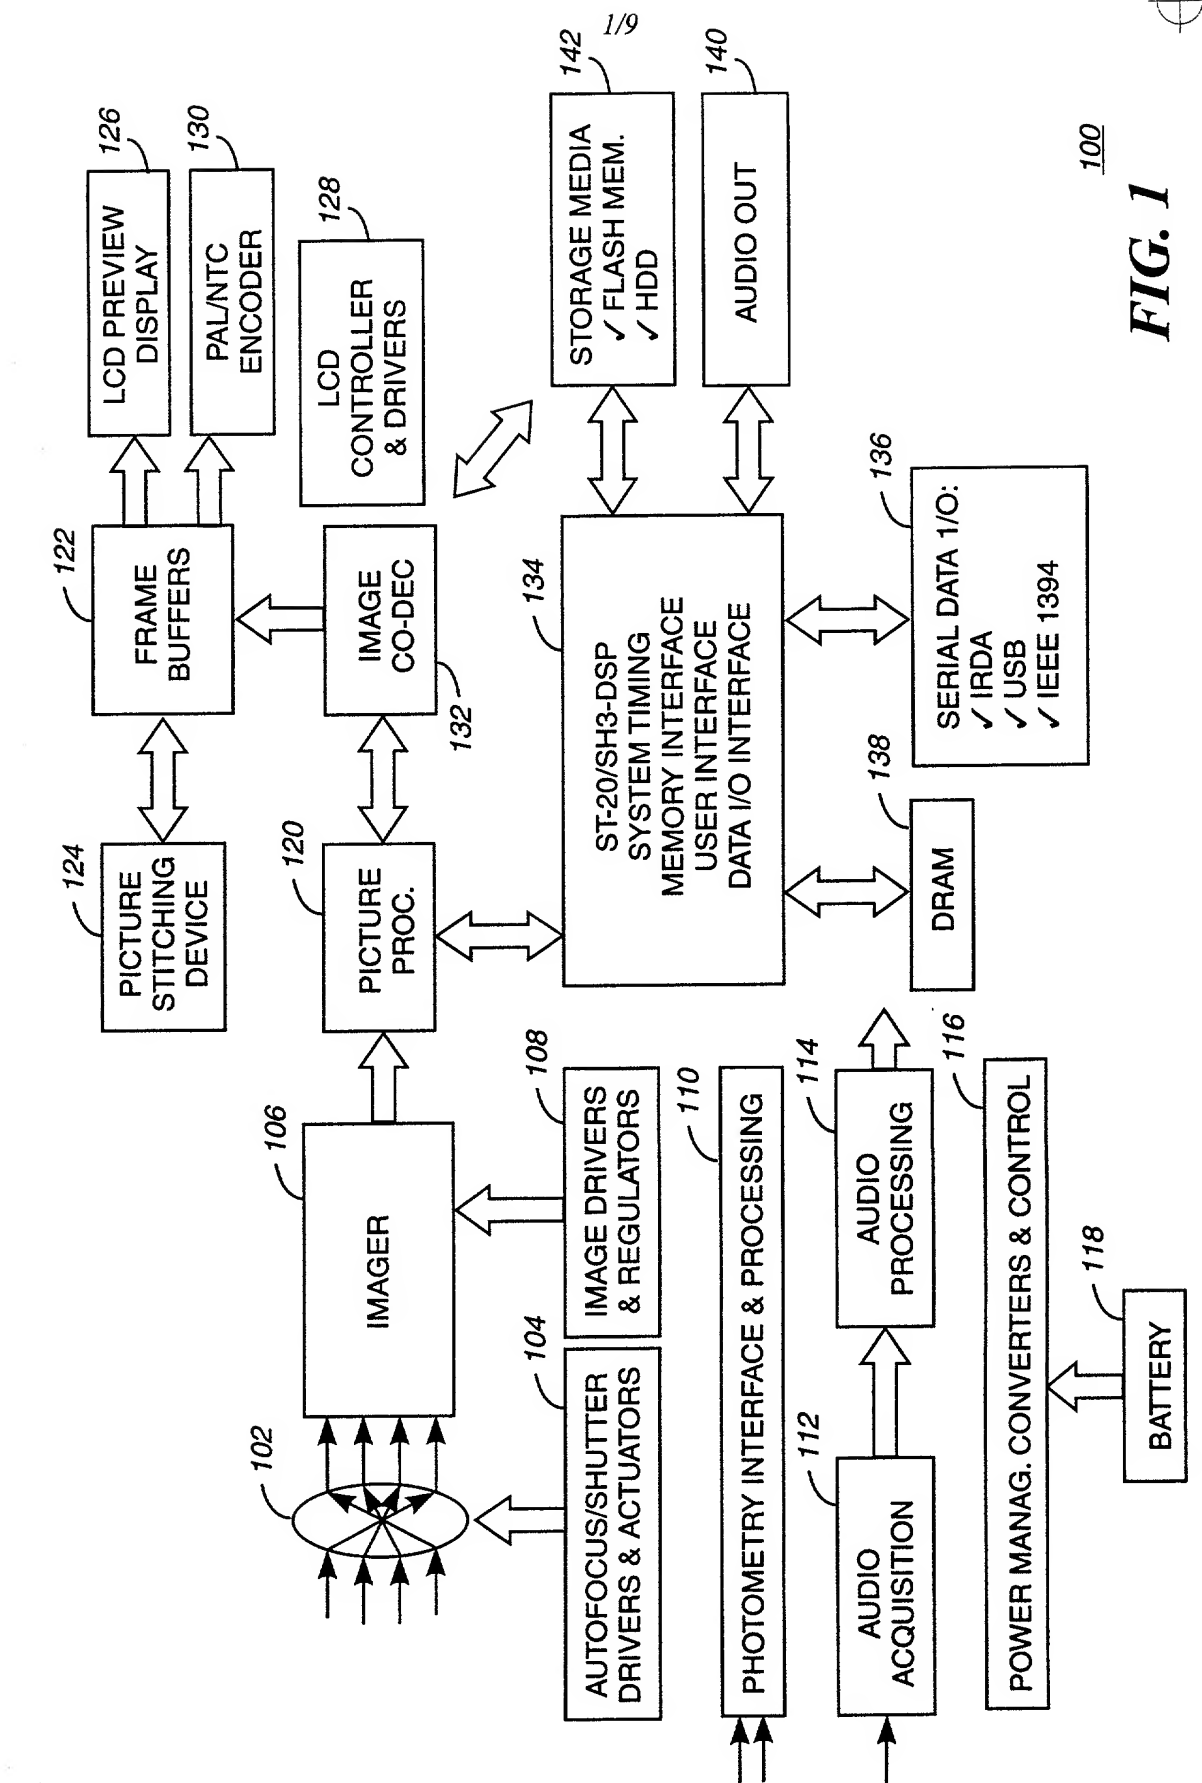 1/9
102
IMAGER
106
AUTOFOCUS/SHUTTER
DRIVERS & ACTUATORS
104
IMAGE DRIVERS
& REGULATORS
108
PHOTOMETRY INTERFACE & PROCESSING
110
AUDIO
ACQUISITION
112
AUDIO
PROCESSING
114
POWER MANAG. CONVERTERS & CONTROL
116
BATTERY
118
PICTURE
STITCHING
DEVICE
124
PICTURE
PROC.
120
FRAME
BUFFERS
122
IMAGE
CO-DEC
132
LCD PREVIEW
DISPLAY
126
PAL/NTC
ENCODER
130
LCD
CONTROLLER
& DRIVERS
128
ST-20/SH3-DSP
SYSTEM TIMING
MEMORY INTERFACE
USER INTERFACE
DATA I/O INTERFACE
134
STORAGE MEDIA
✓ FLASH MEM.
✓ HDD
142
AUDIO OUT
140
DRAM
138
SERIAL DATA 1/O:
✓ IRDA
✓ USB
✓ IEEE 1394
136
100
FIG. 1